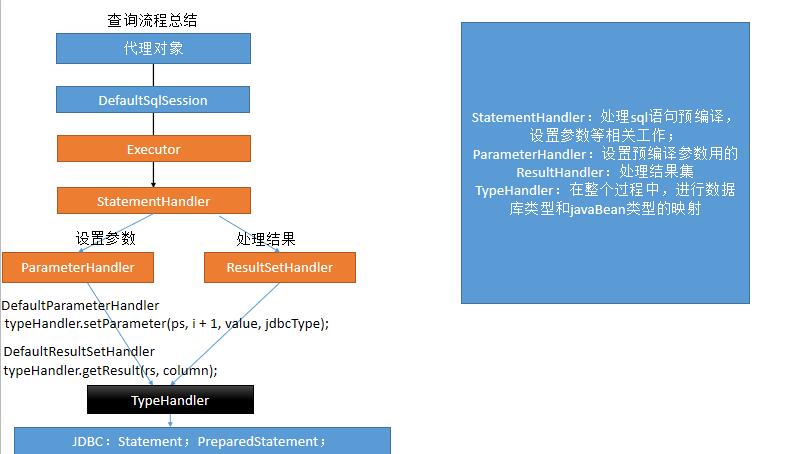 查询流程总结
代理对象
DefaultSqlSession
Executor
StatementHandler
设置参数
处理结果
ParameterHandler
ResultSetHandler
DefaultParameterHandler
typeHandler.setParameter(ps, i + 1, value, jdbcType);
DefaultResultSetHandler
typeHandler.getResult(rs, column);
TypeHandler
JDBC：Statement；PreparedStatement；
StatementHandler：处理sql语句预编译，
设置参数等相关工作；
ParameterHandler：设置预编译参数用的
ResultHandler：处理结果集
TypeHandler：在整个过程中，进行数据
库类型和javaBean类型的映射